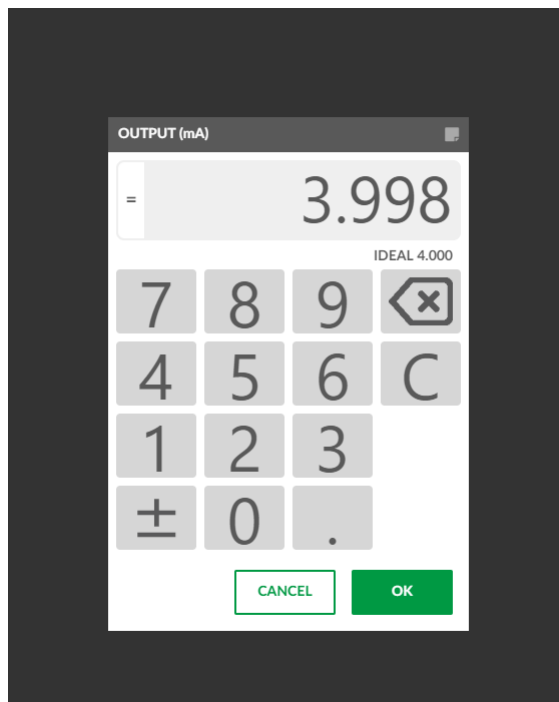 OUTPUT (mA)
= 3.998
IDEAL 4.000
7 8 9
4 5 6 C
1 2 3
± 0 .
CANCEL OK